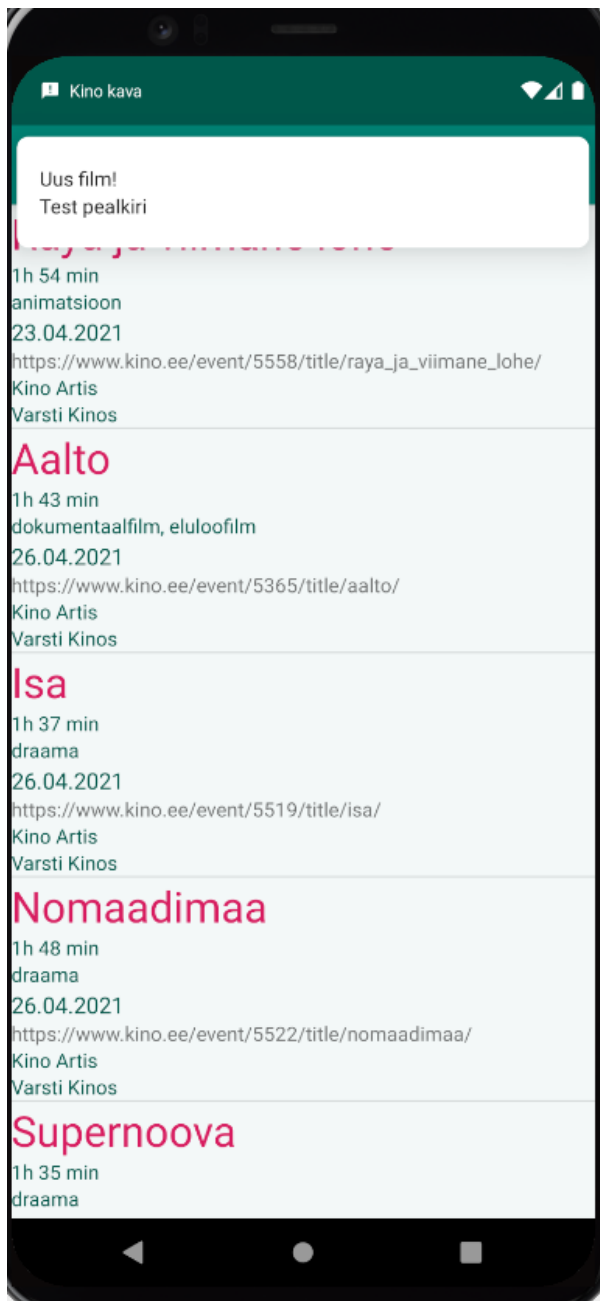 Kino kava
Uus film!
Test pealkiri
1h 54 min
animatsioon
23.04.2021
https://www.kino.ee/event/5558/title/raya_ja_viimane_lohe/
Kino Artis
Varsti Kinos
Aalto
1h 43 min
dokumentaalfilm, eluloofilm
26.04.2021
https://www.kino.ee/event/5365/title/aalto/
Kino Artis
Varsti Kinos
Isa
1h 37 min
draama
26.04.2021
https://www.kino.ee/event/5519/title/isa/
Kino Artis
Varsti Kinos
Nomaadimaa
1h 48 min
draama
26.04.2021
https://www.kino.ee/event/5522/title/nomaadimaa/
Kino Artis
Varsti Kinos
Supernoova
1h 35 min
draama